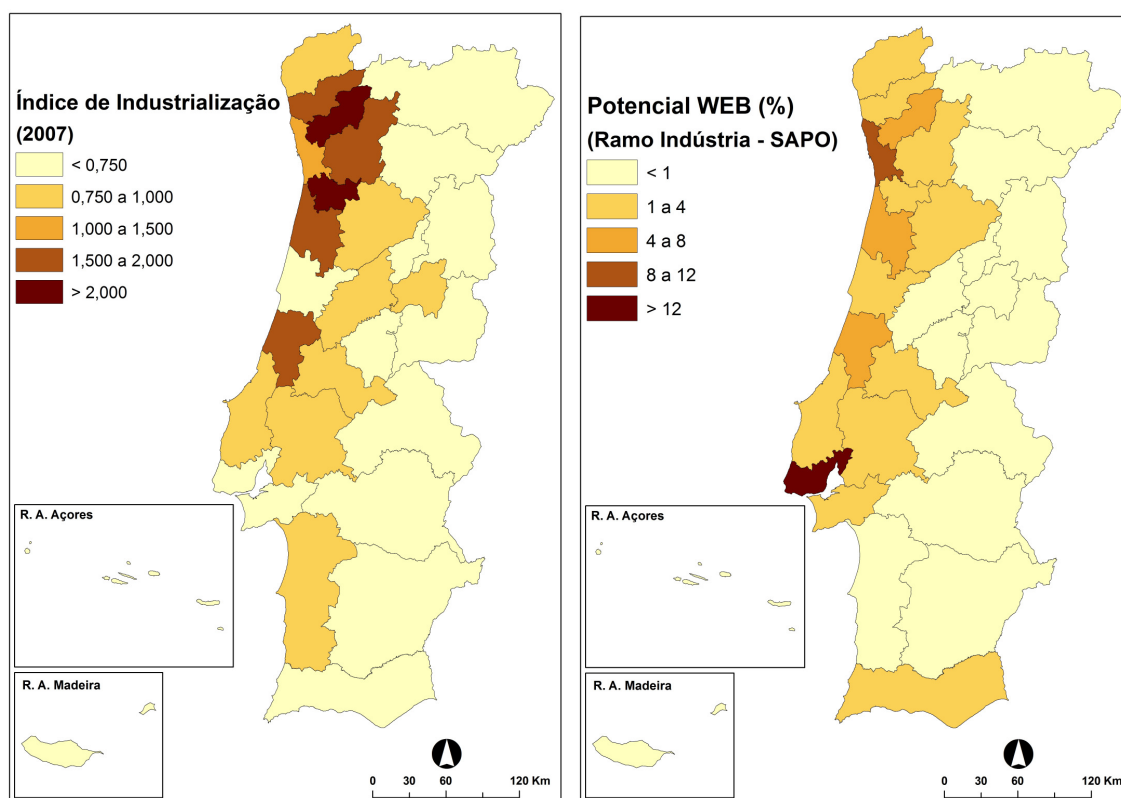 Índice de Industrialização
(2007)
< 0,750
0,750 a 1,000
1,000 a 1,500
1,500 a 2,000
> 2,000
R. A. Açores
R. A. Madeira
0 30 60 120 Km
Potencial WEB (%)
(Ramo Indústria - SAPO)
< 1
1 a 4
4 a 8
8 a 12
> 12
R. A. Açores
R. A. Madeira
0 30 60 120 Km